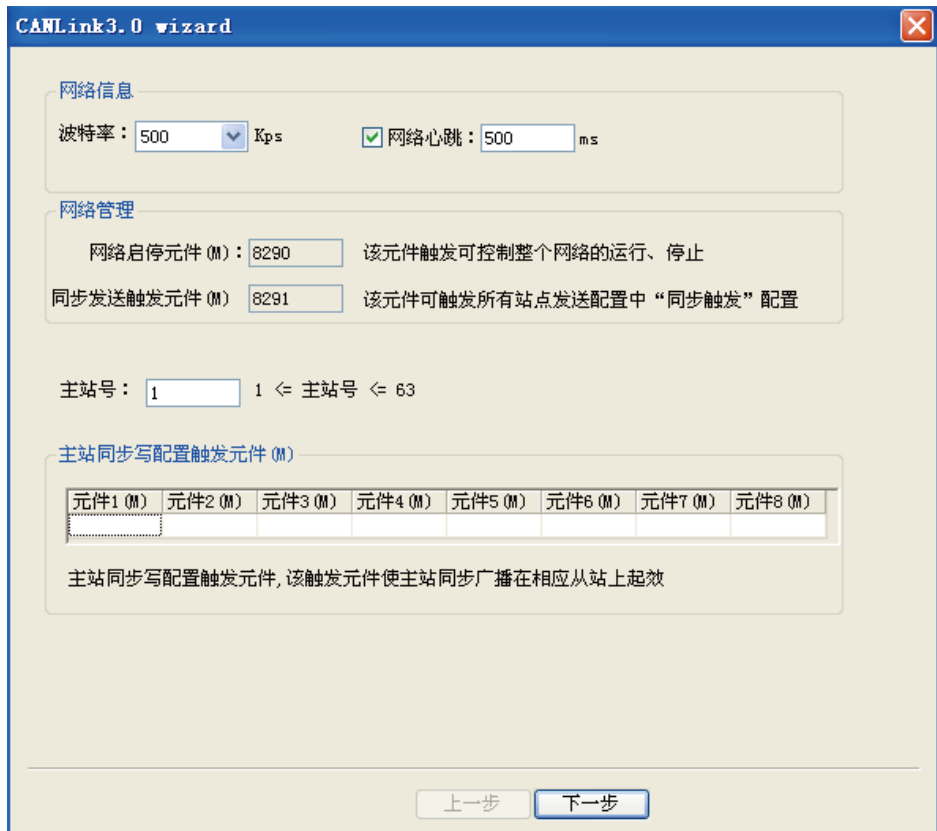 CANLink3.0 wizard
网络信息
波特率： 500 Kps 网络心跳： 500 ms
网络管理
网络启停元件(M)： 8290 该元件触发可控制整个网络的运行、停止
同步发送触发元件(M) 8291 该元件可触发所有站点发送配置中“同步触发”配置
主站号： 1 1 <= 主站号 <= 63
主站同步写配置触发元件(M)
元件1(M) 元件2(M) 元件3(M) 元件4(M) 元件5(M) 元件6(M) 元件7(M) 元件8(M)
主站同步写配置触发元件,该触发元件使主站同步广播在相应从站上起效
上一步 下一步